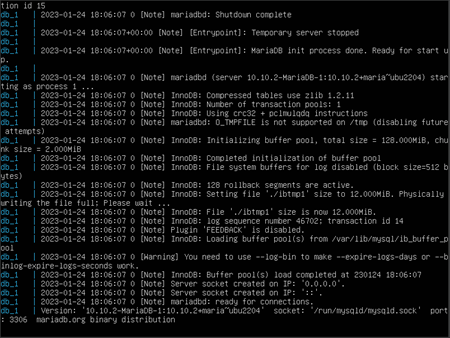 tion id 15
db_1   | 2023-01-24 18:06:07 0 [Note] mariadbd: Shutdown complete
db_1   |
db_1   | 2023-01-24 18:06:07+00:00 [Note] [Entrypoint]: Temporary server stopped
db_1   |
db_1   | 2023-01-24 18:06:07+00:00 [Note] [Entrypoint]: MariaDB init process done. Ready for start u
p.
db_1   |
db_1   | 2023-01-24 18:06:07 0 [Note] mariadbd (server 10.10.2-MariaDB-1:10.10.2+maria~ubu2204) star
ting as process 1 ...
db_1   | 2023-01-24 18:06:07 0 [Note] InnoDB: Compressed tables use zlib 1.2.11
db_1   | 2023-01-24 18:06:07 0 [Note] InnoDB: Number of transaction pools: 1
db_1   | 2023-01-24 18:06:07 0 [Note] InnoDB: Using crc32 + pclmulqdq instructions
db_1   | 2023-01-24 18:06:07 0 [Note] mariadbd: O_TMPFILE is not supported on /tmp (disabling future
 attempts)
db_1   | 2023-01-24 18:06:07 0 [Note] InnoDB: Initializing buffer pool, total size = 128.000MiB, chu
nk size = 2.000MiB
db_1   | 2023-01-24 18:06:07 0 [Note] InnoDB: Completed initialization of buffer pool
db_1   | 2023-01-24 18:06:07 0 [Note] InnoDB: File system buffers for log disabled (block size=512 b
ytes)
db_1   | 2023-01-24 18:06:07 0 [Note] InnoDB: 128 rollback segments are active.
db_1   | 2023-01-24 18:06:07 0 [Note] InnoDB: Setting file './ibtmp1' size to 12.000MiB. Physically
writing the file full; Please wait ...
db_1   | 2023-01-24 18:06:07 0 [Note] InnoDB: File './ibtmp1' size is now 12.000MiB.
db_1   | 2023-01-24 18:06:07 0 [Note] InnoDB: log sequence number 46702; transaction id 14
db_1   | 2023-01-24 18:06:07 0 [Note] Plugin 'FEEDBACK' is disabled.
db_1   | 2023-01-24 18:06:07 0 [Note] InnoDB: Loading buffer pool(s) from /var/lib/mysql/ib_buffer_p
ool
db_1   | 2023-01-24 18:06:07 0 [Warning] You need to use --log-bin to make --expire-logs-days or --b
inlog-expire-logs-seconds work.
db_1   | 2023-01-24 18:06:07 0 [Note] InnoDB: Buffer pool(s) load completed at 230124 18:06:07
db_1   | 2023-01-24 18:06:07 0 [Note] Server socket created on IP: '0.0.0.0'.
db_1   | 2023-01-24 18:06:07 0 [Note] Server socket created on IP: '::'.
db_1   | 2023-01-24 18:06:07 0 [Note] mariadbd: ready for connections.
db_1   | Version: '10.10.2-MariaDB-1:10.10.2+maria~ubu2204'  socket: '/run/mysqld/mysqld.sock'  port
: 3306  mariadb.org binary distribution